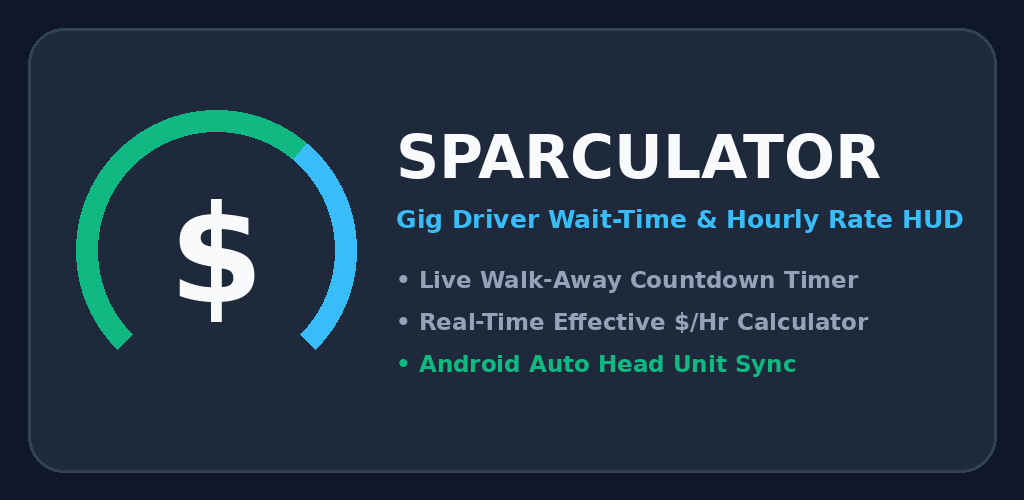 $
SPARCULATOR
Gig Driver Wait-Time & Hourly Rate HUD
• Live Walk-Away Countdown Timer
• Real-Time Effective $/Hr Calculator
• Android Auto Head Unit Sync